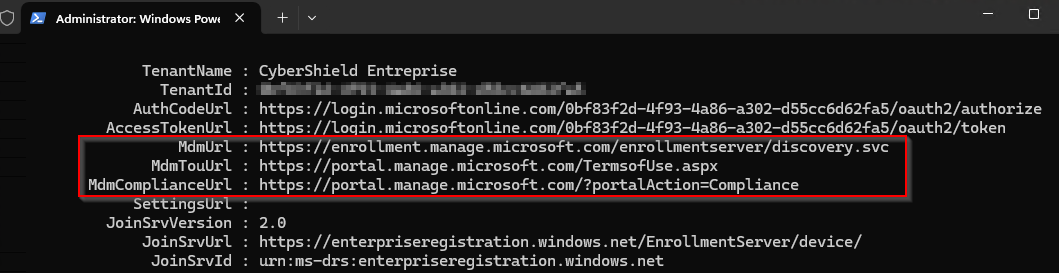 Administrator: Windows Powe
TenantName : CyberShield Entreprise
TenantId :
AuthCodeUrl : https://login.microsoftonline.com/0bf83f2d-4f93-4a86-a302-d55cc6d62fa5/oauth2/authorize
AccessTokenUrl : https://login.microsoftonline.com/0bf83f2d-4f93-4a86-a302-d55cc6d62fa5/oauth2/token
MdmUrl : https://enrollment.manage.microsoft.com/enrollmentserver/discovery.svc
MdmTouUrl : https://portal.manage.microsoft.com/TermsofUse.aspx
MdmComplianceUrl : https://portal.manage.microsoft.com/?portalAction=Compliance
SettingsUrl :
JoinSrvVersion : 2.0
JoinSrvUrl : https://enterpriseregistration.windows.net/EnrollmentServer/device/
JoinSrvId : urn:ms-drs:enterpriseregistration.windows.net